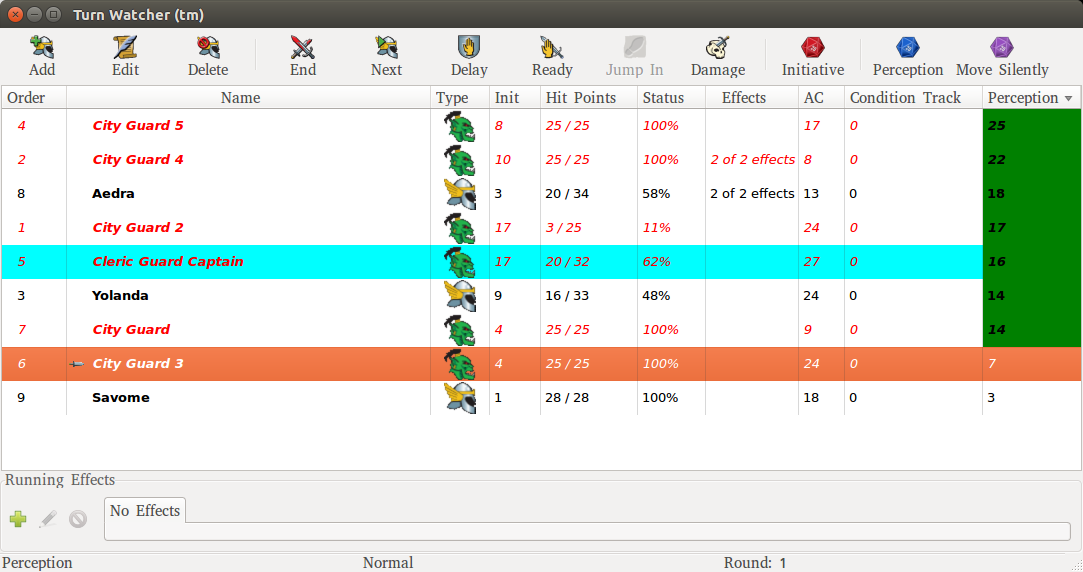 Turn Watcher (tm)
Add Edit Delete End Next Delay Ready Jump In Damage Initiative Perception Move Silently
Order Name Type Init Hit Points Status Effects AC Condition Track Perception
4 City Guard 5 8 25 / 25 100% 17 0 25
2 City Guard 4 10 25 / 25 100% 2 of 2 effects 8 0 22
8 Aedra 3 20 / 34 58% 2 of 2 effects 13 0 18
1 City Guard 2 17 3 / 25 11% 24 0 17
5 Cleric Guard Captain 17 20 / 32 62% 27 0 16
3 Yolanda 9 16 / 33 48% 24 0 14
7 City Guard 4 25 / 25 100% 9 0 14
6 City Guard 3 4 25 / 25 100% 24 0 7
9 Savome 1 28 / 28 100% 18 0 3
Running Effects
No Effects
Perception Normal Round: 1